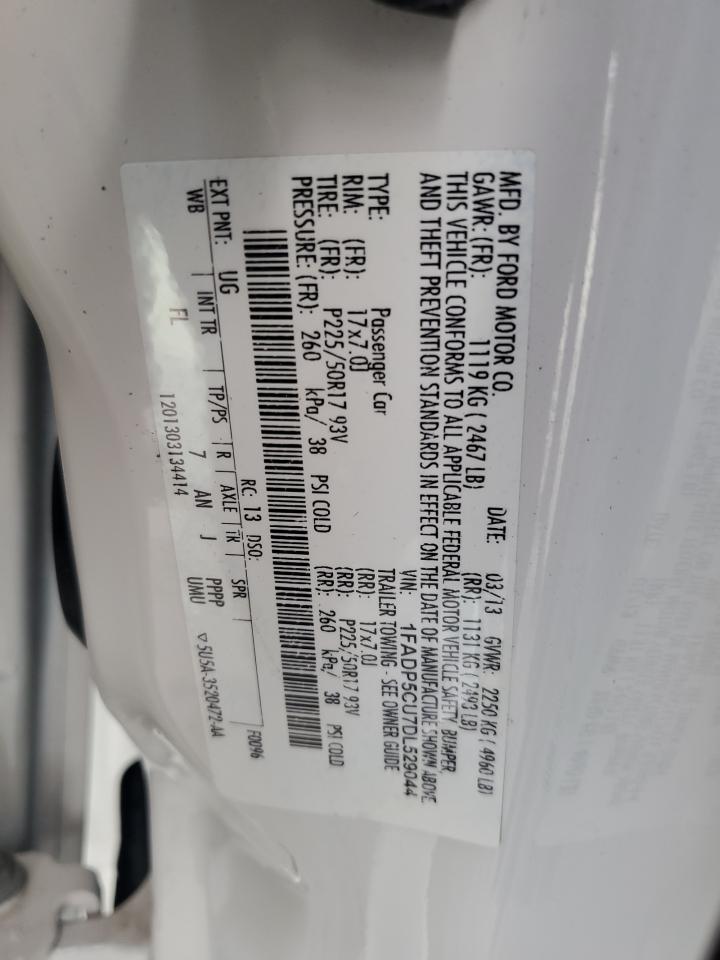 MFD. BY FORD MOTOR CO.
DATE: 03/13 GVWR: 2250 KG ( 4960 LB)
GAWR: (FR): 1119 KG ( 2467 LB) (RR): 1131 KG ( 2493 LB)
THIS VEHICLE CONFORMS TO ALL APPLICABLE FEDERAL MOTOR VEHICLE SAFETY, BUMPER,
AND THEFT PREVENTION STANDARDS IN EFFECT ON THE DATE OF MANUFACTURE SHOWN ABOVE.
VIN: 1FADP5CU7DL529044
TYPE: Passenger Car TRAILER TOWING - SEE OWNER GUIDE
RIM: (FR): 17x7.0J (RR): 17x7.0J
TIRE: (FR): P225/50R17 93V (RR): P225/50R17 93V
PRESSURE: (FR): 260 kPa/ 38 PSI COLD (RR): 260 kPa/ 38 PSI COLD
F0096
EXT PNT: UG RC: 13 DSO:
WB INT TR TP/PS R AXLE TR SPR
FL 7 AN J PPPP
1201303134414 UMU ▽ 5U5A-3520472-AA